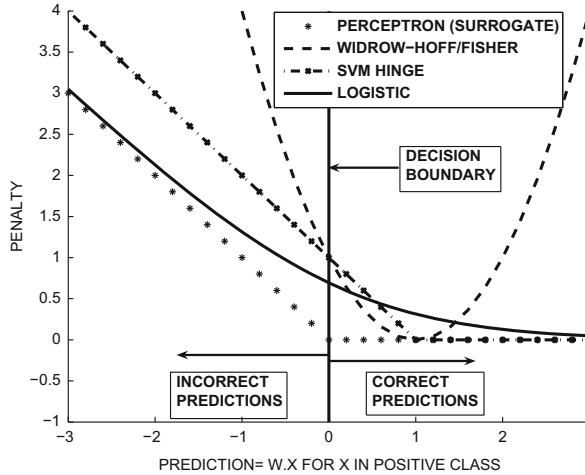 4
3.5
3
2.5
2
1.5
1
0.5
0
−0.5
−1
PENALTY
PERCEPTRON (SURROGATE)
WIDROW−HOFF/FISHER
SVM HINGE
LOGISTIC
DECISION
BOUNDARY
INCORRECT
PREDICTIONS
CORRECT
PREDICTIONS
−3
−2
−1
0
1
2
PREDICTION= W.X FOR X IN POSITIVE CLASS